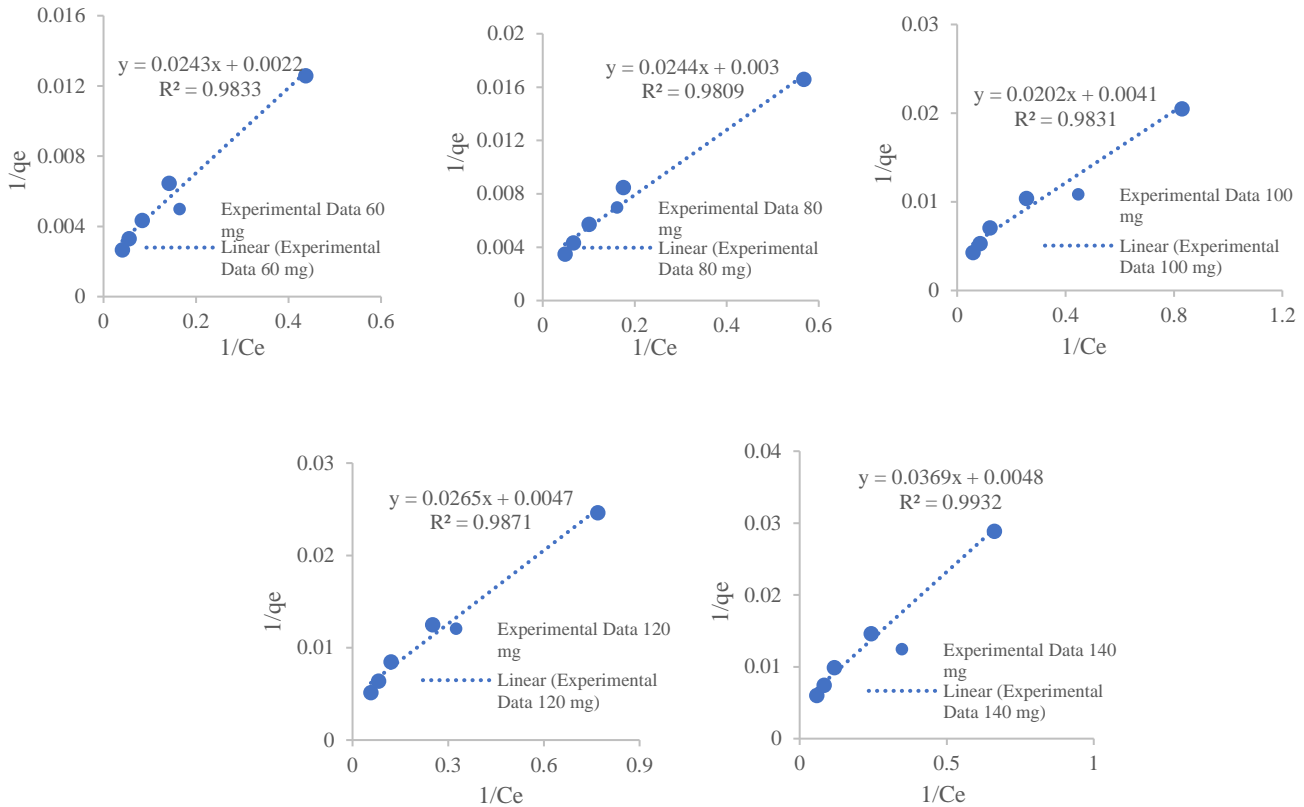 0.016
0.012
0.008
0.004
0
0
0.2
0.4
0.6
1/qe
1/Ce
y = 0.0243x + 0.0022
R² = 0.9833
Experimental Data 60
mg
Linear (Experimental
Data 60 mg)
0.02
0.016
0.012
0.008
0.004
0
0
0.2
0.4
0.6
1/qe
1/Ce
y = 0.0244x + 0.003
R² = 0.9809
Experimental Data 80
mg
Linear (Experimental
Data 80 mg)
0.03
0.02
0.01
0
0
0.4
0.8
1.2
1/qe
1/Ce
y = 0.0202x + 0.0041
R² = 0.9831
Experimental Data 100
mg
Linear (Experimental
Data 100 mg)
0.03
0.02
0.01
0
0
0.3
0.6
0.9
1/qe
1/Ce
y = 0.0265x + 0.0047
R² = 0.9871
Experimental Data 120
mg
Linear (Experimental
Data 120 mg)
0.04
0.03
0.02
0.01
0
0
0.5
1
1/qe
1/Ce
y = 0.0369x + 0.0048
R² = 0.9932
Experimental Data 140
mg
Linear (Experimental
Data 140 mg)